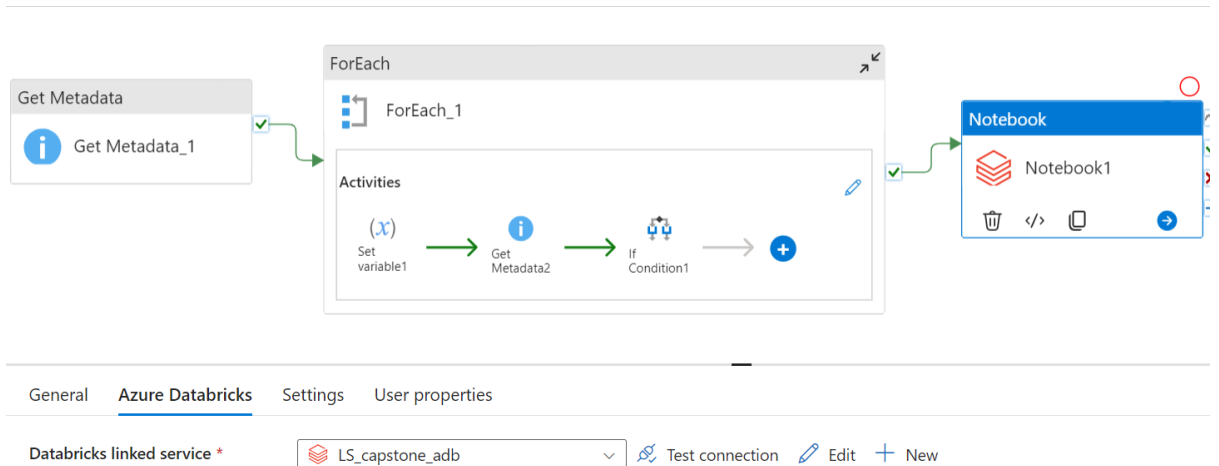 Get Metadata
Get Metadata_1
ForEach
ForEach_1
Activities
(x)
Set
variable1
Get
Metadata2
If
Condition1
Notebook
Notebook1
General Azure Databricks Settings User properties
Databricks linked service * LS_capstone_adb Test connection Edit New